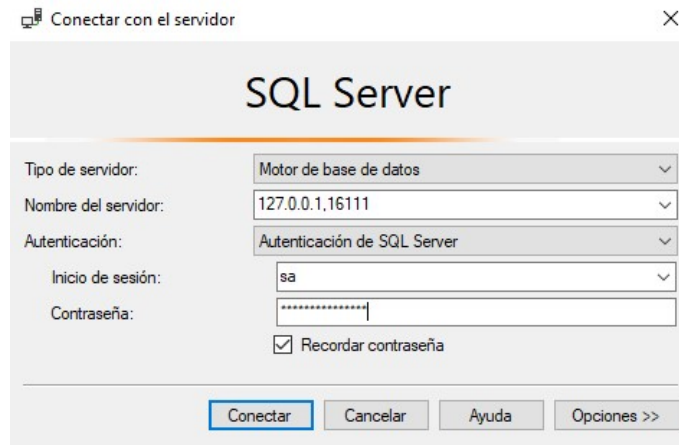 Conectar con el servidor
SQL Server
Tipo de servidor: Motor de base de datos
Nombre del servidor: 127.0.0.1,16111
Autenticación: Autenticación de SQL Server
Inicio de sesión: sa
Contraseña: ***************
Recordar contraseña
Conectar Cancelar Ayuda Opciones >>